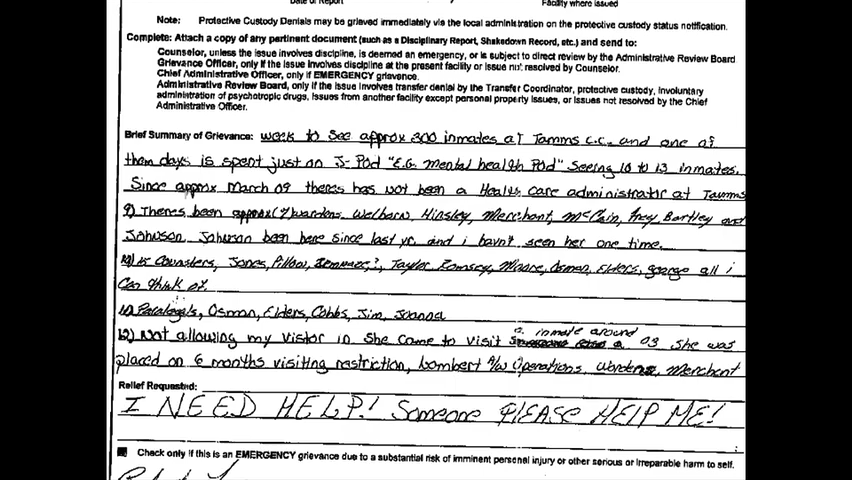 Date of Report Facility where issued
Note: Protective Custody Denials may be grieved immediately via the local administration on the protective custody status notification.
Complete: Attach a copy of any pertinent document (such as a Disciplinary Report, Shakedown Record, etc.) and send to:
Counselor, unless the issue involves discipline, is deemed an emergency, or is subject to direct review by the Administrative Review Board
Grievance Officer, only if the issue involves discipline at the present facility or issue not resolved by Counselor.
Chief Administrative Officer, only if EMERGENCY grievance.
Administrative Review Board, only if the issue involves transfer denial by the Transfer Coordinator, protective custody, involuntary
administration of psychotropic drugs, issues from another facility except personal property issues, or issues not resolved by the Chief
Administrative Officer.
Brief Summary of Grievance: week to see approx 300 inmates at Tamms c.c. and one of
them days is spent just on J-Pod "E.G. mental health Pod" seeing 10 to 13 inmates.
Since approx March 09 theres has not been a Health care administrator at Tamms
9) Theres been approx (7) wardens, Welborn, Hinsley, Merchant, McCain, Frey, Bartley and
Johnson. Johnson been here since last yr. and i havn't seen her one time.
Counslers, Jones, Pillow, Taylor, Ramsey, Moore, Osman, Elders, george all i
Can think of
11) Paralegals, Osman, Elders, Cobbs, Jim, Joanna
12) Not allowing my vistor in she came to visit a. inmate around 03 she was
placed on 6 months visiting restriction, bombert A/W Operations, Wardens, Merchant
Relief Requested:
I NEED HELP! Someone PLEASE HELP ME!
Check only if this is an EMERGENCY grievance due to a substantial risk of imminent personal injury or other serious or irreparable harm to self.